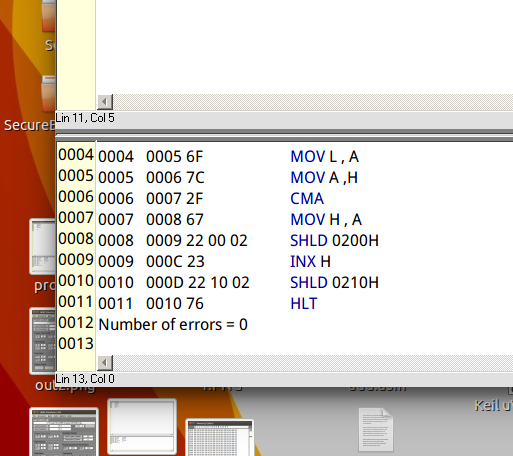 Se
SecureB
Lin 11, Col 5
0004 0004 0005 6F MOV L , A
0005 0005 0006 7C MOV A ,H
0006 0006 0007 2F CMA
0007 0007 0008 67 MOV H , A
0008 0008 0009 22 00 02 SHLD 0200H
0009 0009 000C 23 INX H
0010 0010 000D 22 10 02 SHLD 0210H
0011 0011 0010 76 HLT
0012 Number of errors = 0
0013
pro
Lin 13, Col 0
out2.png
Keil u